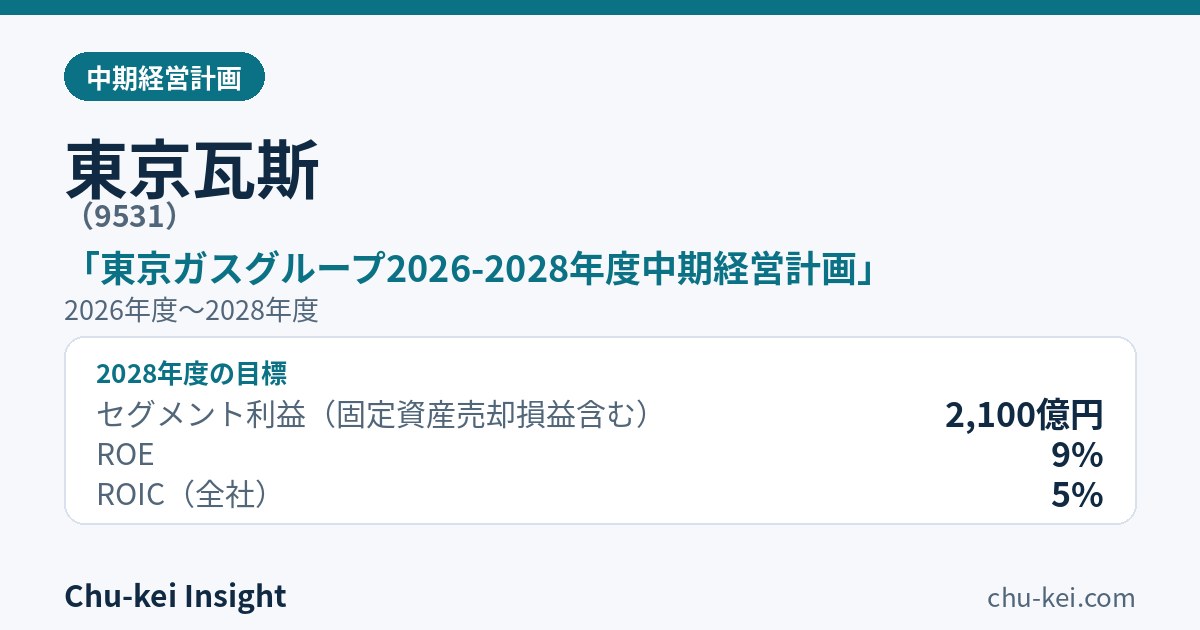 中期経営計画
東京瓦斯
（9531）
「東京ガスグループ2026-2028年度中期経営計画」
2026年度〜2028年度
2028年度の目標
セグメント利益（固定資産売却損益含む） 2,100億円
ROE 9%
ROIC（全社） 5%
Chu-kei Insight chu-kei.com